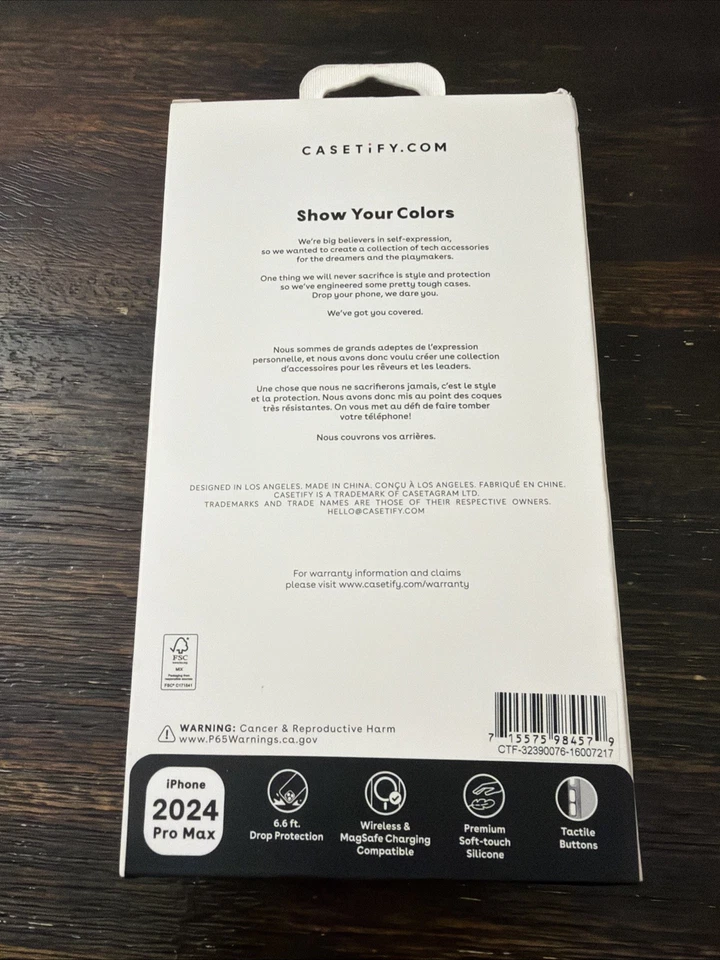 CASETiFY.COM
Show Your Colors
We're big believers in self-expression,
so we wanted to create a collection of tech accessories
for the dreamers and the playmakers.
One thing we will never sacrifice is style and protection
so we've engineered some pretty tough cases.
Drop your phone, we dare you.
We've got you covered.
Nous sommes de grands adeptes de l'expression
personnelle, et nous avons donc voulu créer une collection
d'accessoires pour les rêveurs et les leaders.
Une chose que nous ne sacrifierons jamais, c'est le style
et la protection. Nous avons donc mis au point des coques
très résistantes. On vous met au défi de faire tomber
votre téléphone!
Nous couvrons vos arrières.
DESIGNED IN LOS ANGELES. MADE IN CHINA. CONÇU À LOS ANGELES. FABRIQUÉ EN CHINE.
CASETIFY IS A TRADEMARK OF CASETAGRAM LTD.
TRADEMARKS AND TRADE NAMES ARE THOSE OF THEIR RESPECTIVE OWNERS.
HELLO@CASETIFY.COM
For warranty information and claims
please visit www.casetify.com/warranty
FSC
www.fsc.org
MIX
Packaging from
responsible sources
FSC® C171941
WARNING: Cancer & Reproductive Harm
www.P65Warnings.ca.gov
7 15575 98457 9
CTF-32390076-16007217
iPhone
2024
Pro Max
6.6 ft.
Drop Protection
Wireless &
MagSafe Charging
Compatible
Premium
Soft-touch
Silicone
Tactile
Buttons